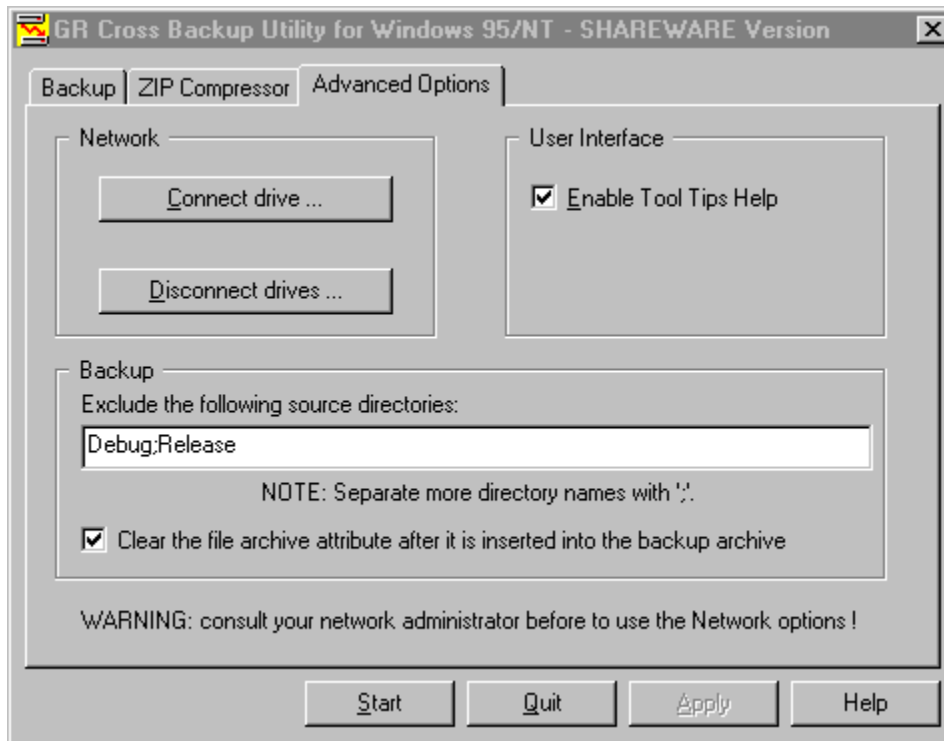 GR Cross Backup Utility for Windows 95/NT - SHAREWARE Version
Backup ZIP Compressor Advanced Options
Network
User Interface
Connect drive ...
Enable Tool Tips Help
Disconnect drives ...
Backup
Exclude the following source directories:
Debug;Release
NOTE: Separate more directory names with ';'.
Clear the file archive attribute after it is inserted into the backup archive
WARNING: consult your network administrator before to use the Network options !
Start Quit Apply Help